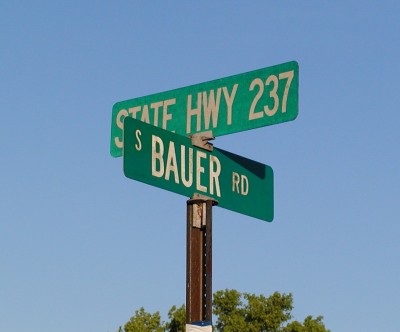 STATE HWY 237
S BAUER RD